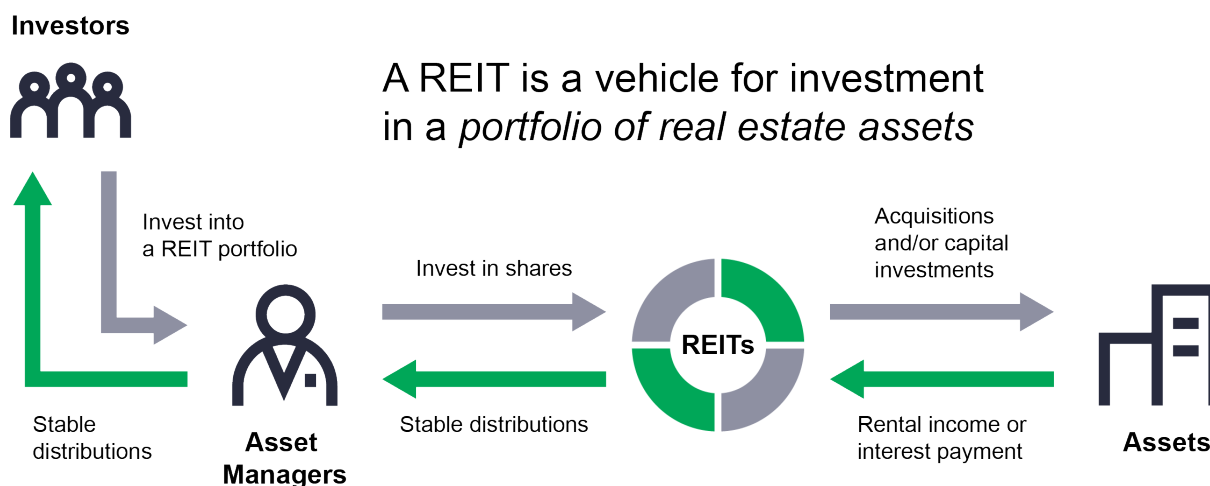 Investors
A REIT is a vehicle for investment
in a portfolio of real estate assets
Invest into
a REIT portfolio
Invest in shares
Acquisitions
and/or capital
investments
REITs
Stable
distributions
Asset
Managers
Stable distributions
Rental income or
interest payment
Assets